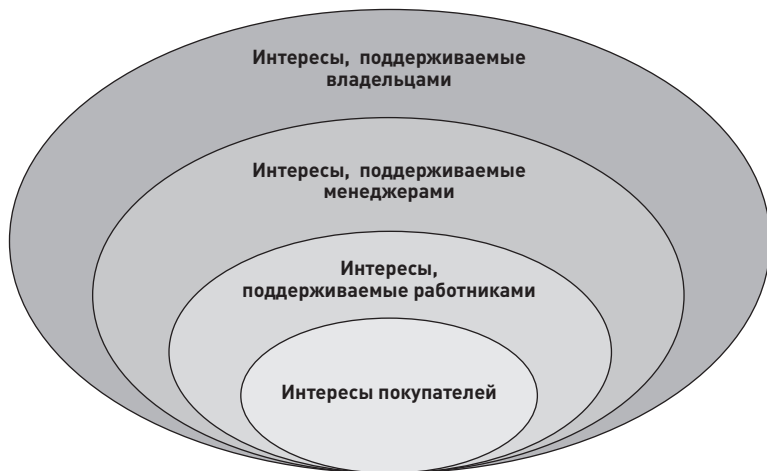 Интересы, поддерживаемые
владельцами
Интересы, поддерживаемые
менеджерами
Интересы,
поддерживаемые работниками
Интересы покупателей